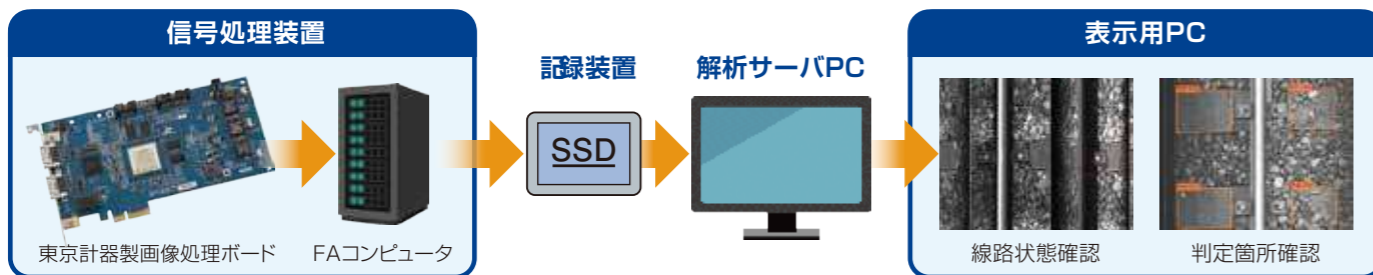 信号処理装置
東京計器製画像処理ボード
FAコンピュータ
記録装置
SSD
解析サーバPC
表示用PC
線路状態確認
判定箇所確認